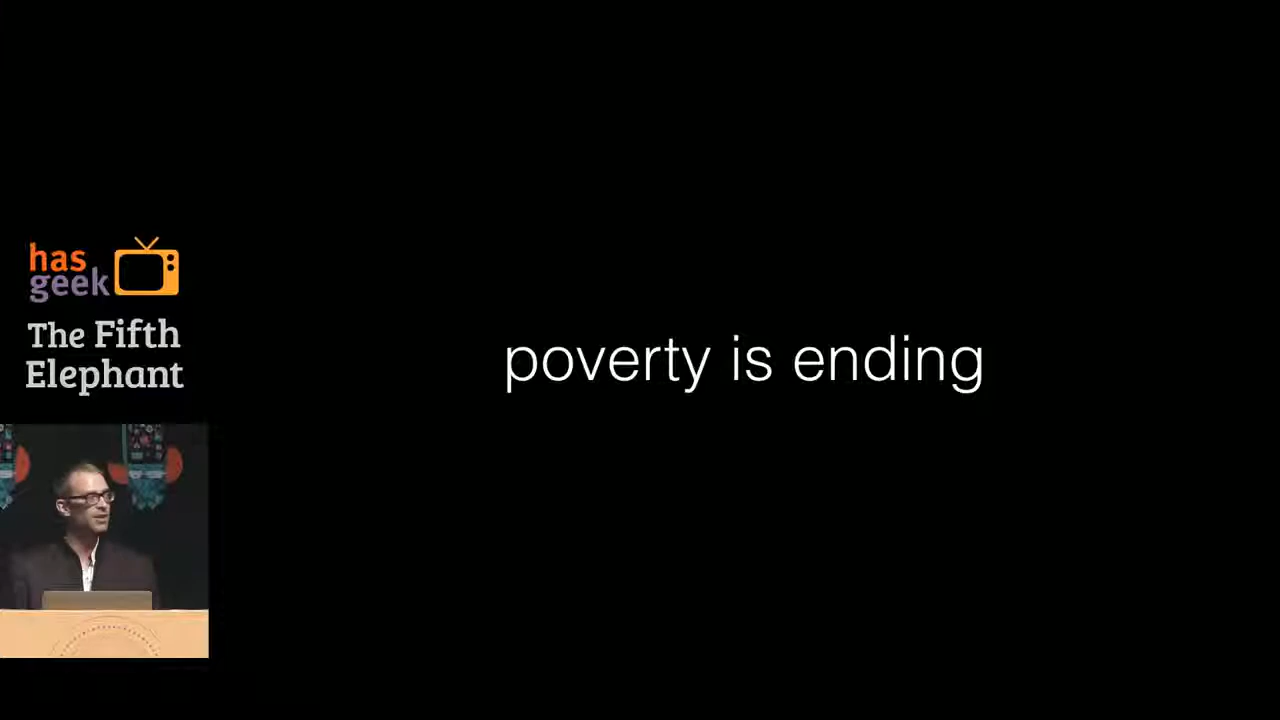 has
geek
The Fifth
Elephant
poverty is ending